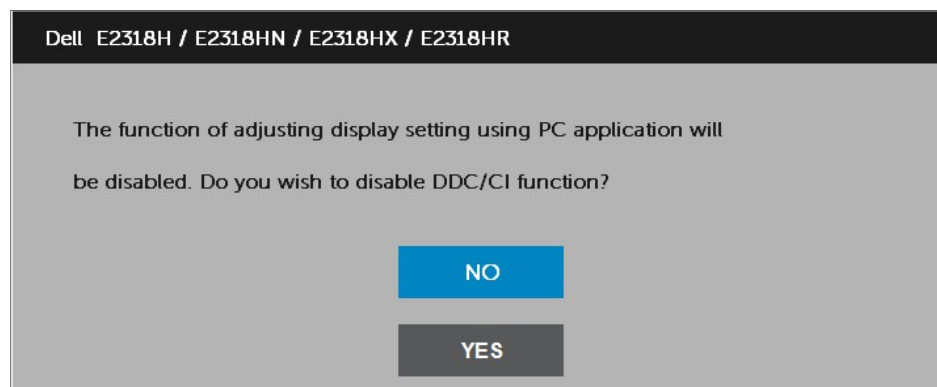 Dell E2318H / E2318HN / E2318HX / E2318HR
The function of adjusting display setting using PC application will
be disabled. Do you wish to disable DDC/CI function?
NO
YES